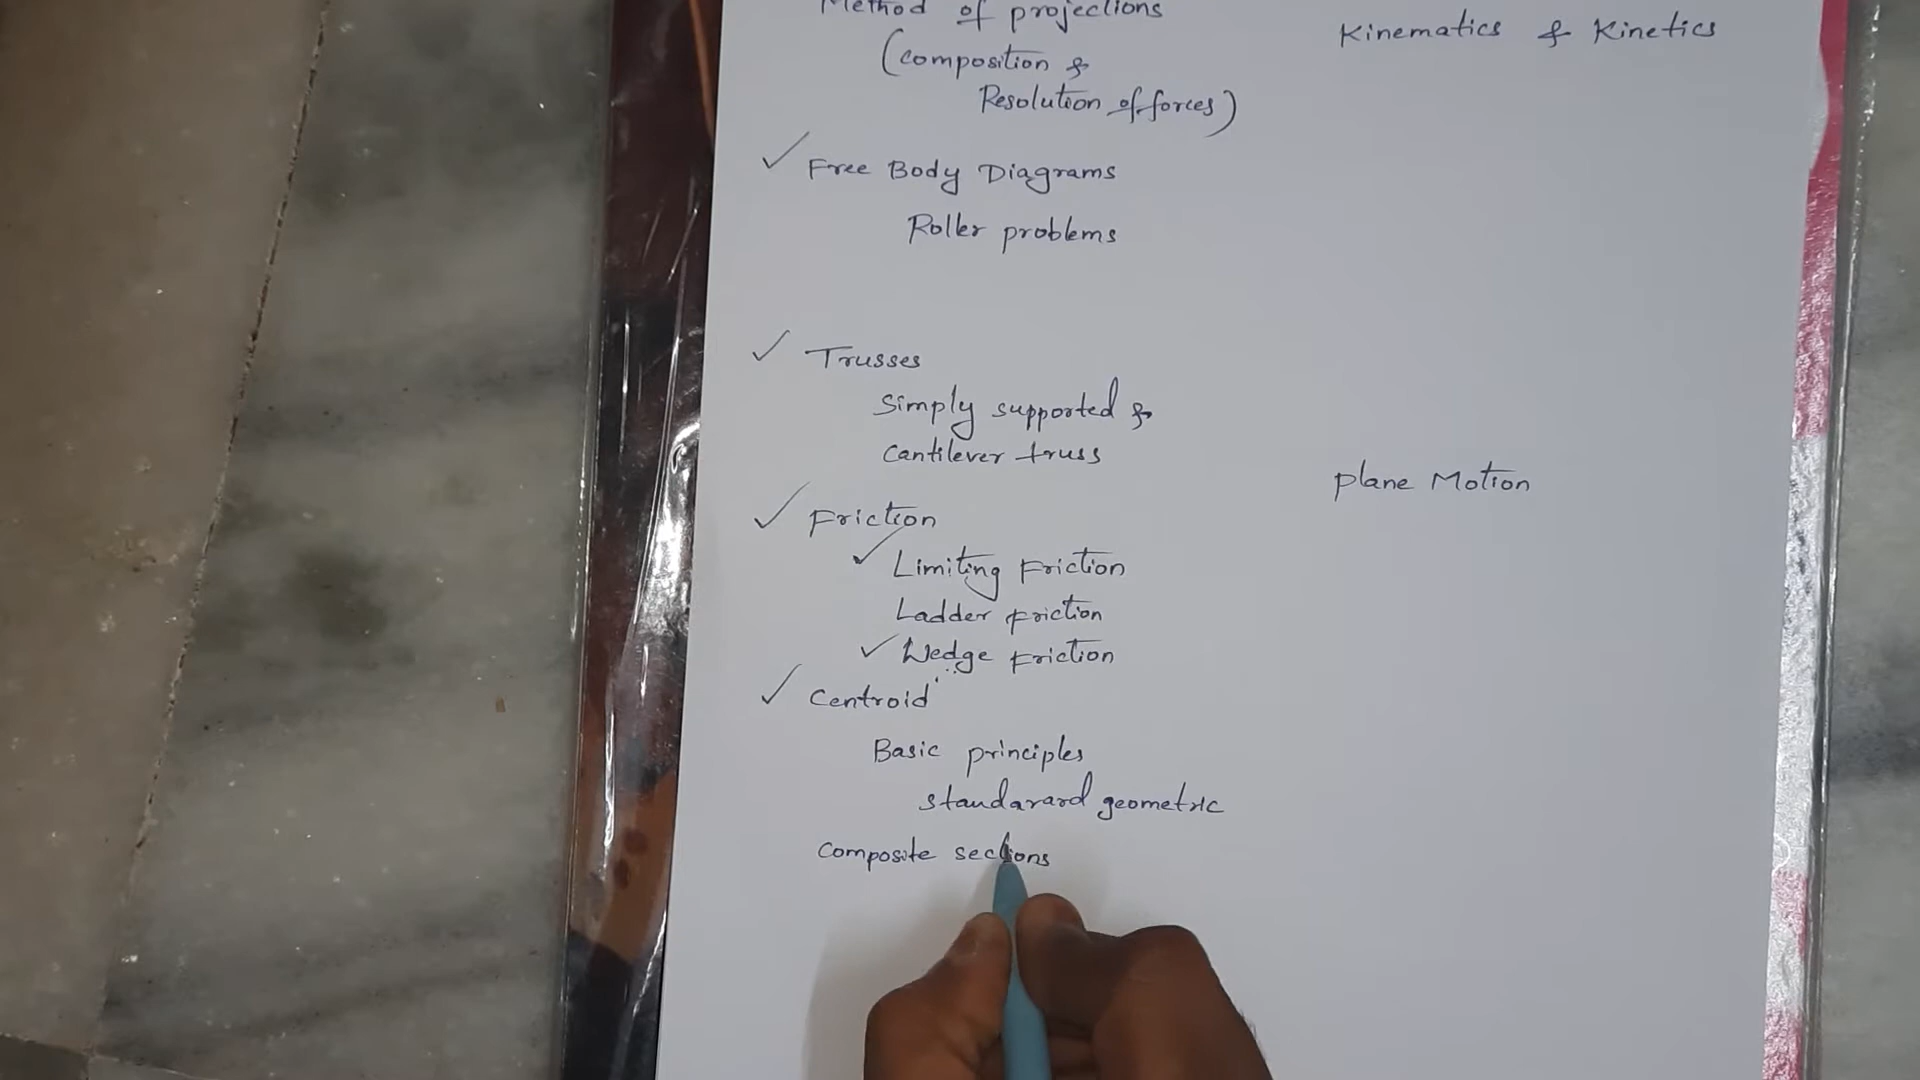 Method of projections
(composition &
Resolution of forces)
Free Body Diagrams
Roller problems
Trusses
Simply supported &
cantilever truss
Friction
Limiting Friction
Ladder friction
Wedge Friction
Centroid
Basic principles
standarard geometric
composite sections
Kinematics & Kinetics
plane Motion